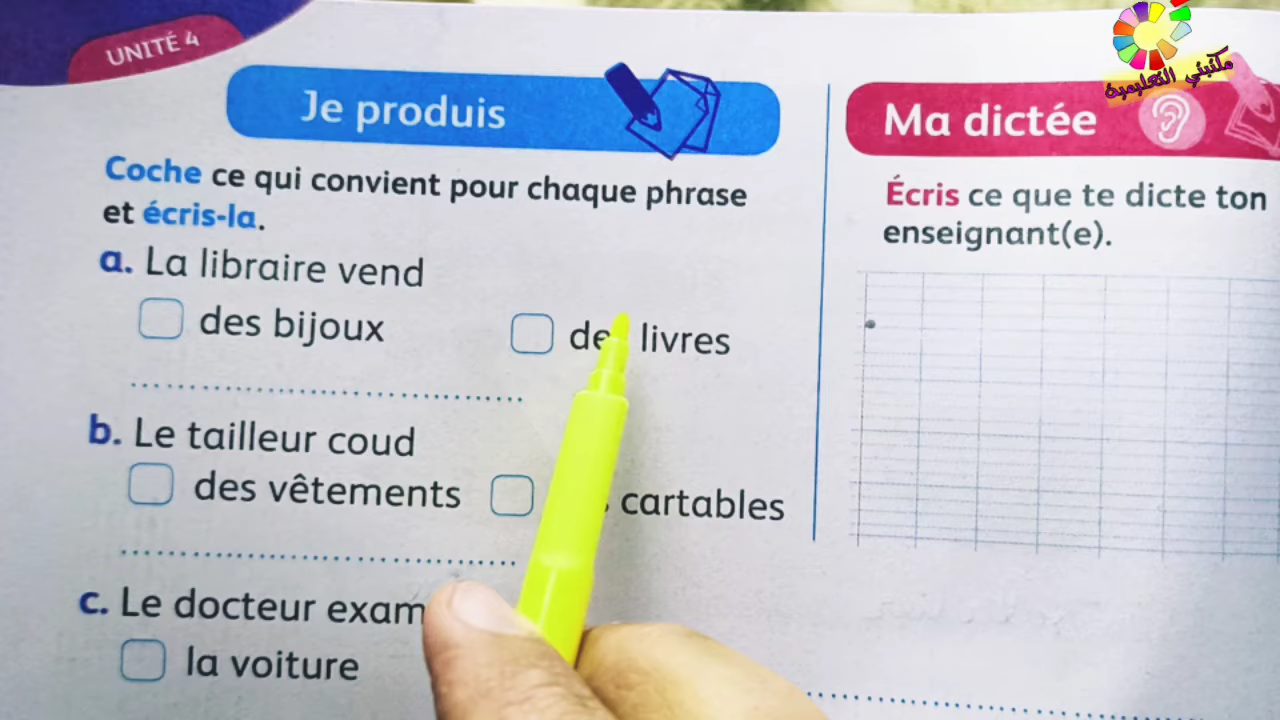 UNITÉ 4
Je produis
Coche ce qui convient pour chaque phrase
et écris-la.
a. La libraire vend
des bijoux
livres
b. Le tailleur coud
des vêtements
cartables
c. Le docteur
la voiture
Ma dictée
Écris ce que te dicte ton
enseignant(e).
مكتبتي التعليمية